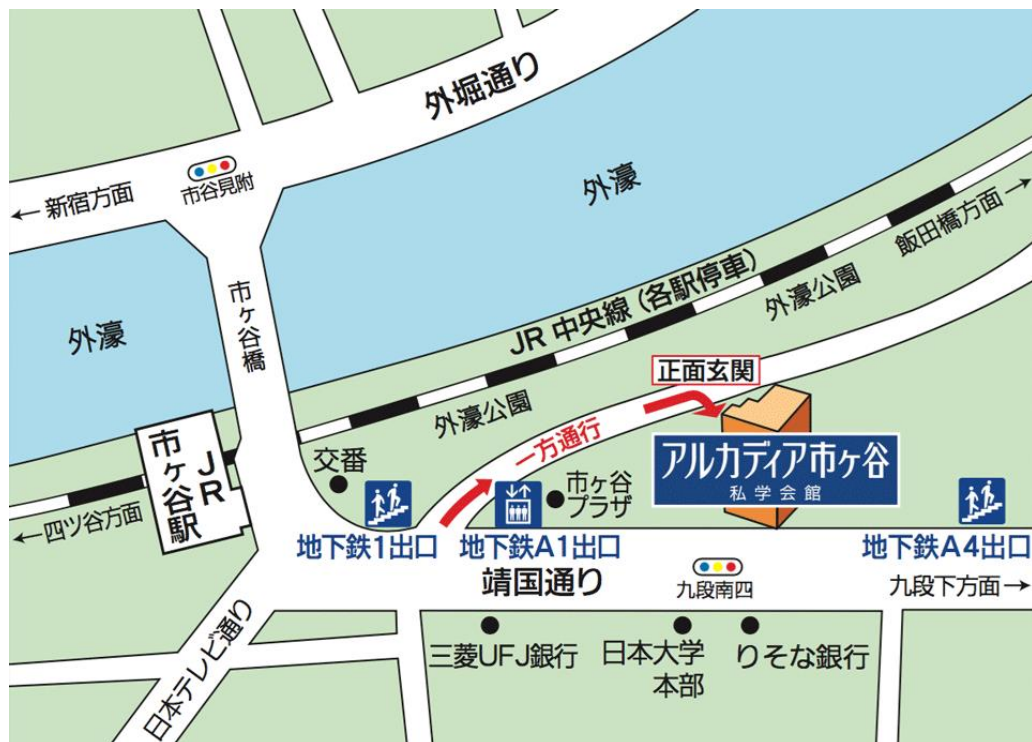 外堀通り
市谷見附
← 新宿方面
外濠
飯田橋方面 →
市ヶ谷橋
外濠
JR 中央線(各駅停車)
外濠公園
正面玄関
外濠公園
JR
市ヶ谷駅
一方通行
アルカディア市ヶ谷
私学会館
交番
市ヶ谷
プラザ
← 四ツ谷方面
地下鉄1出口
地下鉄A1出口
地下鉄A4出口
靖国通り
九段南四
九段下方面 →
日本テレビ通り
三菱UFJ銀行
日本大学
本部
りそな銀行